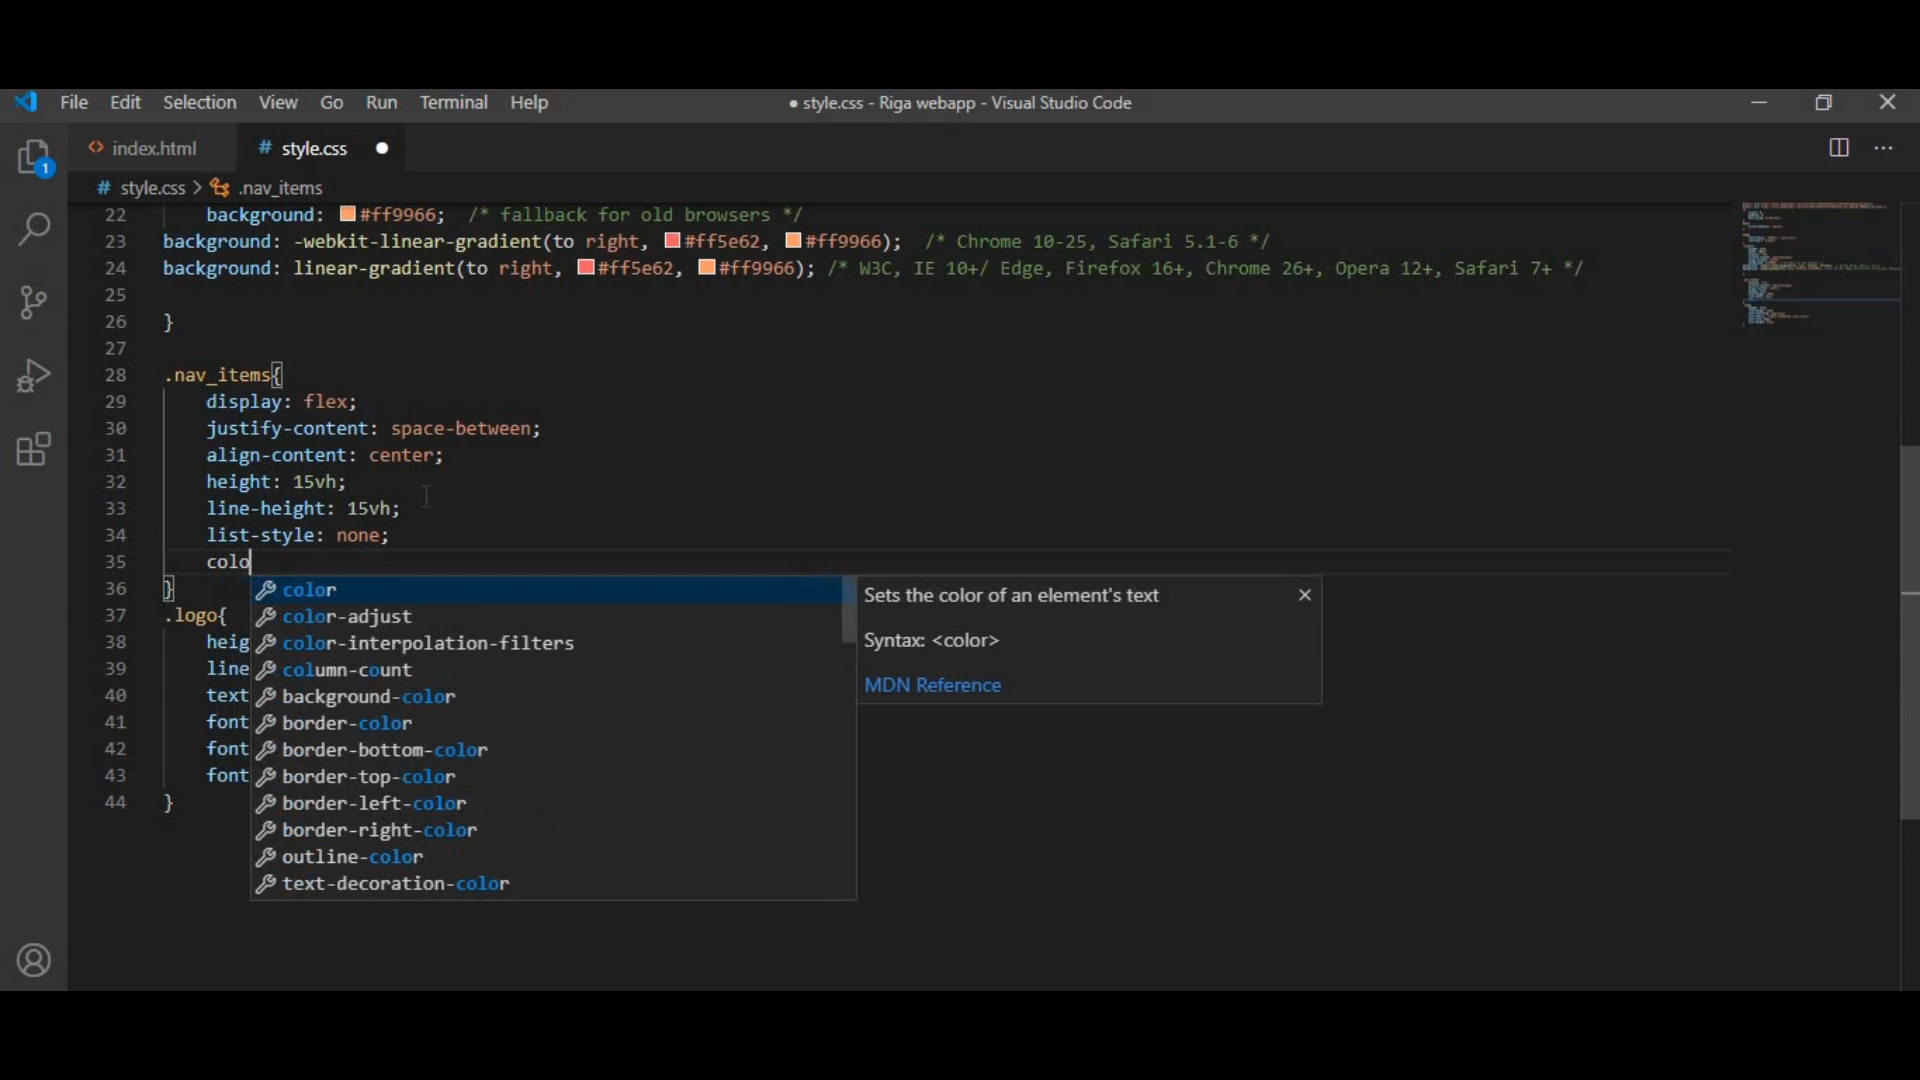 File Edit Selection View Go Run Terminal Help ● style.css - Riga webapp - Visual Studio Code
1
<> index.html # style.css ●
# style.css > .nav_items
22 background: #ff9966; /* fallback for old browsers */
23 background: -webkit-linear-gradient(to right, #ff5e62, #ff9966); /* Chrome 10-25, Safari 5.1-6 */
24 background: linear-gradient(to right, #ff5e62, #ff9966); /* W3C, IE 10+/ Edge, Firefox 16+, Chrome 26+, Opera 12+, Safari 7+ */
25
26 }
27
28 .nav_items{
29 display: flex;
30 justify-content: space-between;
31 align-content: center;
32 height: 15vh;
33 line-height: 15vh;
34 list-style: none;
35 colo
36 }
37 .logo{
38 heig
39 line
40 text
41 font
42 font
43 font
44 }
color
color-adjust
color-interpolation-filters
column-count
background-color
border-color
border-bottom-color
border-top-color
border-left-color
border-right-color
outline-color
text-decoration-color
Sets the color of an element's text
Syntax: <color>
MDN Reference